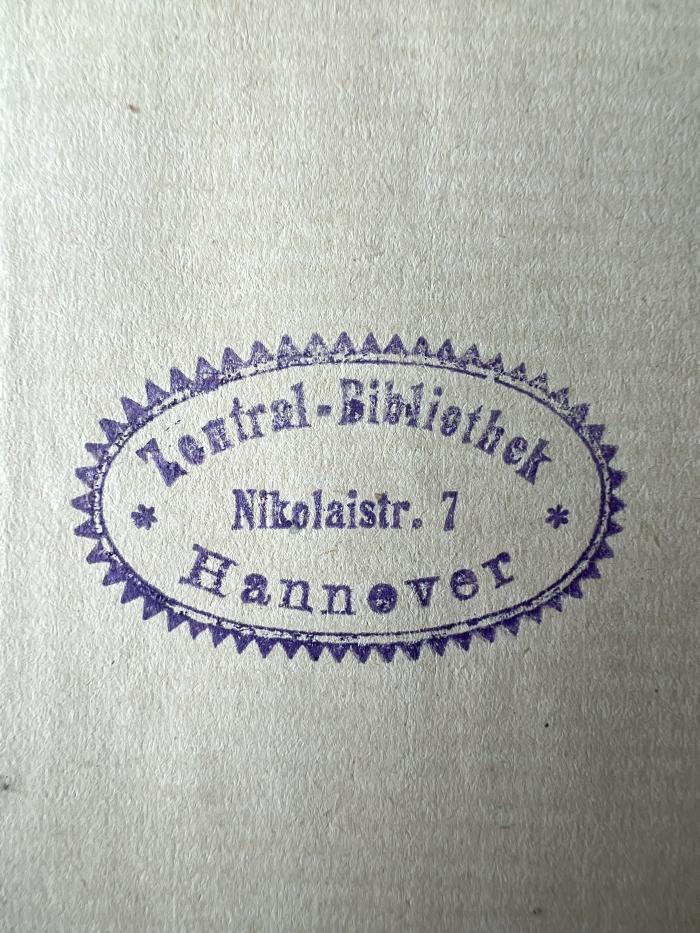 Zentral-Bibliothek
* Nikolaistr. 7 *
Hannover